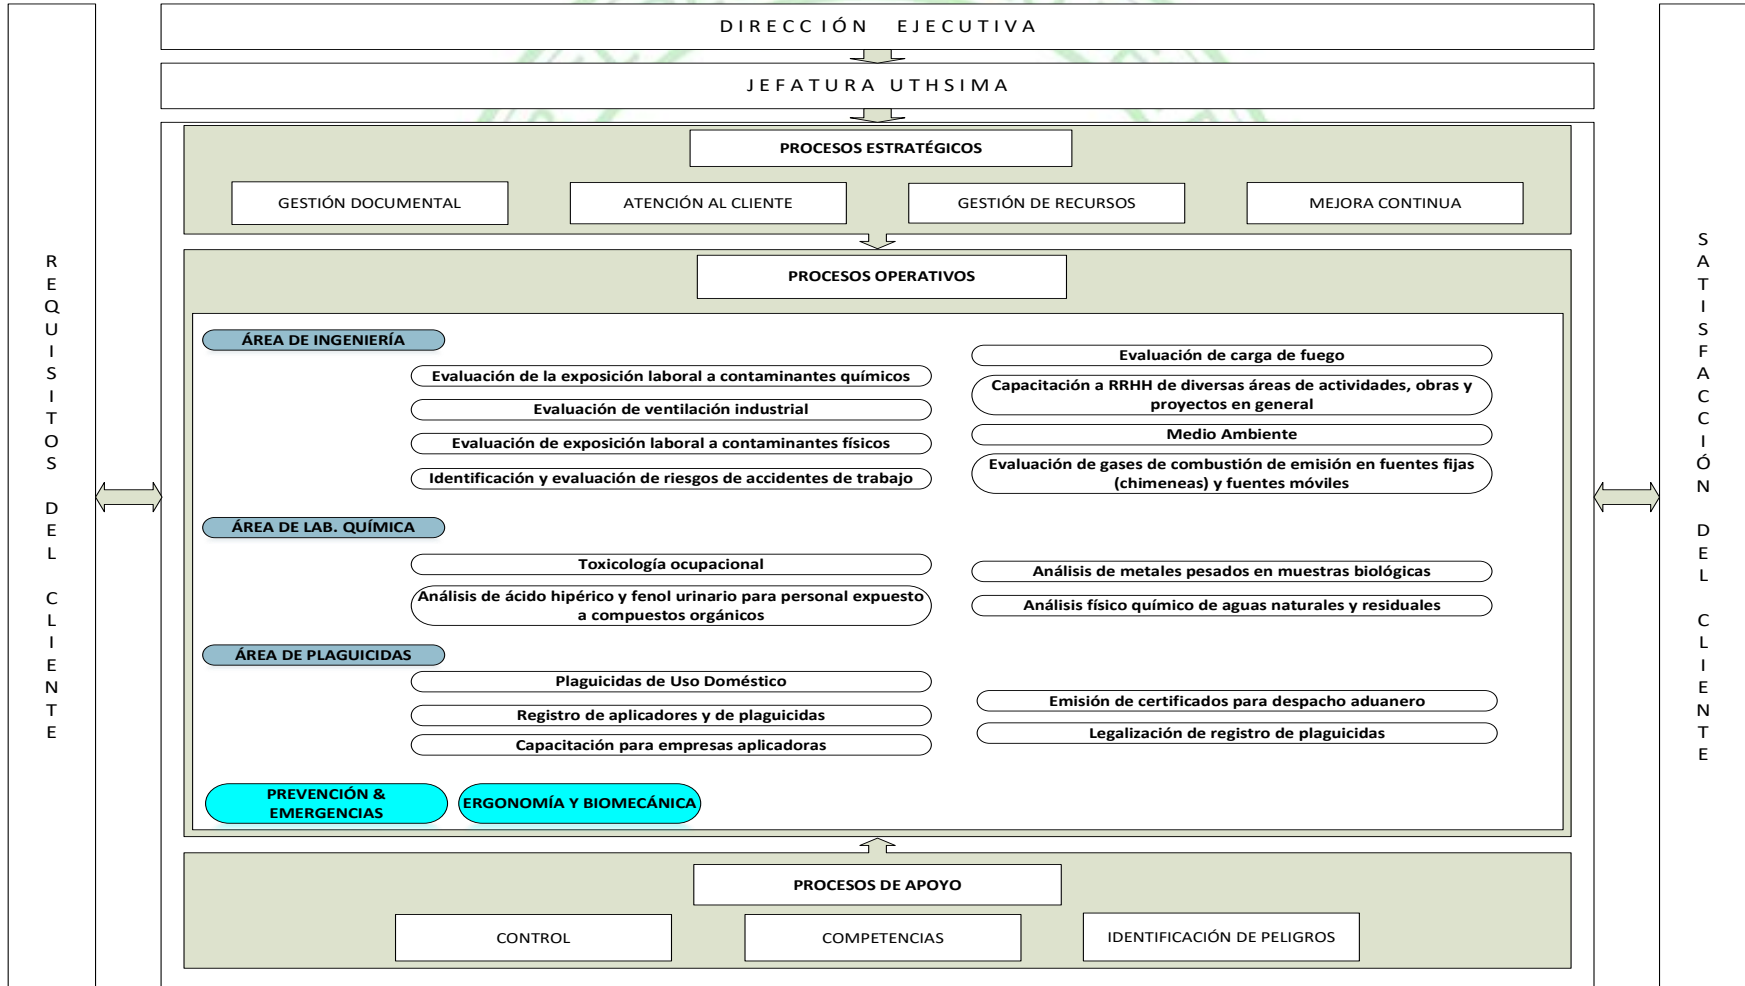 DIRECCIÓN EJECUTIVA
JEFATURA UTHSIMA
PROCESOS ESTRATÉGICOS
GESTIÓN DOCUMENTAL
ATENCIÓN AL CLIENTE
GESTIÓN DE RECURSOS
MEJORA CONTINUA
REQUISITOS DEL CLIENTE
PROCESOS OPERATIVOS
ÁREA DE INGENIERÍA
Evaluación de la exposición laboral a contaminantes químicos
Evaluación de ventilación industrial
Evaluación de exposición laboral a contaminantes físicos
Identificación y evaluación de riesgos de accidentes de trabajo
Evaluación de carga de fuego
Capacitación a RRHH de diversas áreas de actividades, obras y
proyectos en general
Medio Ambiente
Evaluación de gases de combustión de emisión en fuentes fijas
(chimeneas) y fuentes móviles
ÁREA DE LAB. QUÍMICA
Toxicología ocupacional
Análisis de ácido hipérico y fenol urinario para personal expuesto
a compuestos orgánicos
Análisis de metales pesados en muestras biológicas
Análisis físico químico de aguas naturales y residuales
ÁREA DE PLAGUICIDAS
Plaguicidas de Uso Doméstico
Registro de aplicadores y de plaguicidas
Capacitación para empresas aplicadoras
Emisión de certificados para despacho aduanero
Legalización de registro de plaguicidas
PREVENCIÓN &
EMERGENCIAS
ERGONOMÍA Y BIOMECÁNICA
SATISFACCIÓN DEL CLIENTE
PROCESOS DE APOYO
CONTROL
COMPETENCIAS
IDENTIFICACIÓN DE PELIGROS